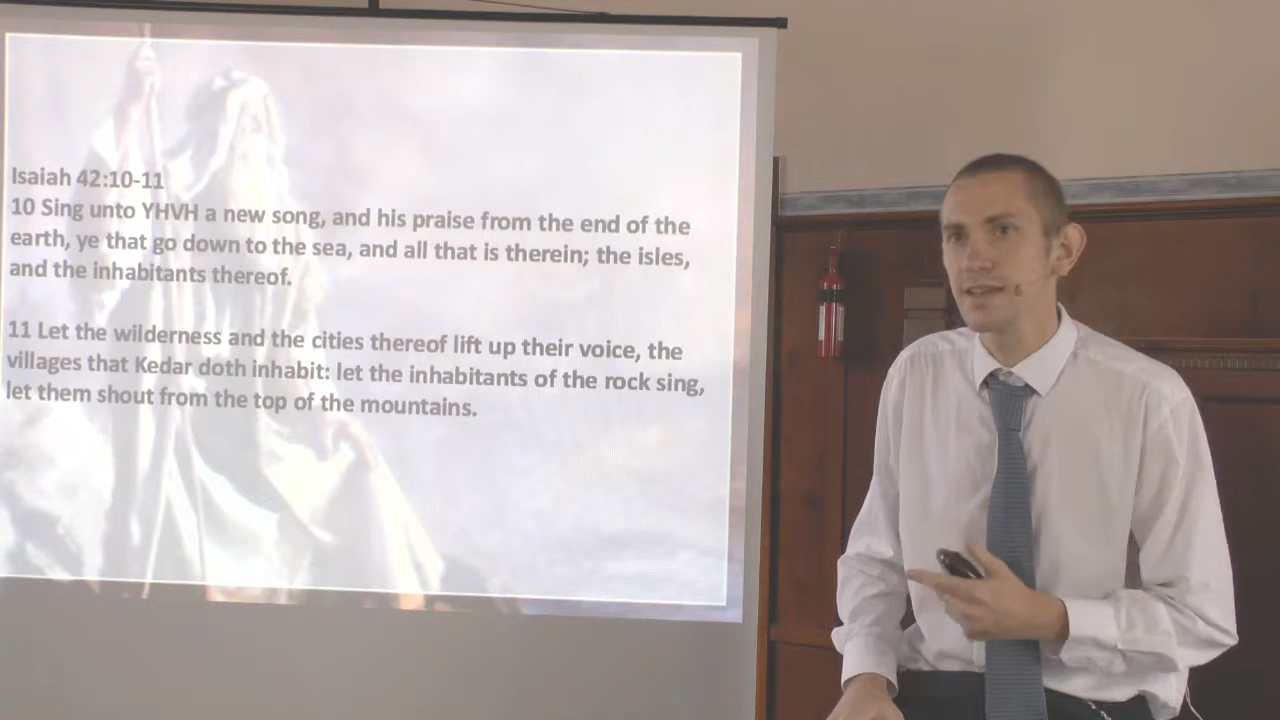 Isaiah 42:10-11
10 Sing unto YHVH a new song, and his praise from the end of the
earth, ye that go down to the sea, and all that is therein; the isles,
and the inhabitants thereof.
11 Let the wilderness and the cities thereof lift up their voice, the
villages that Kedar doth inhabit: let the inhabitants of the rock sing,
let them shout from the top of the mountains.